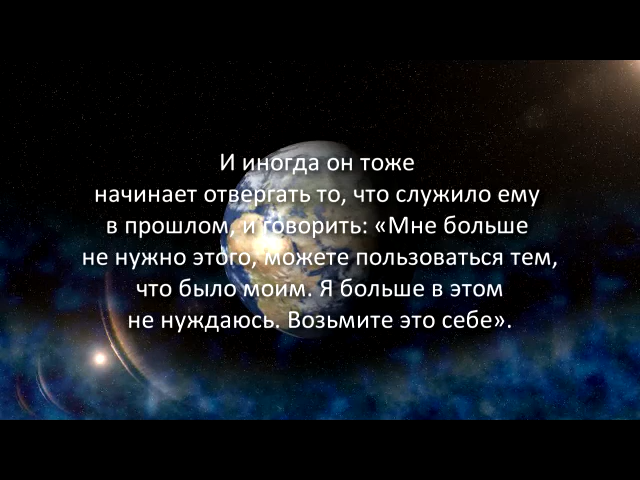 И иногда он тоже
начинает отвергать то, что служило ему
в прошлом, и говорить: «Мне больше
не нужно этого, можете пользоваться тем,
что было моим. Я больше в этом
не нуждаюсь. Возьмите это себе».